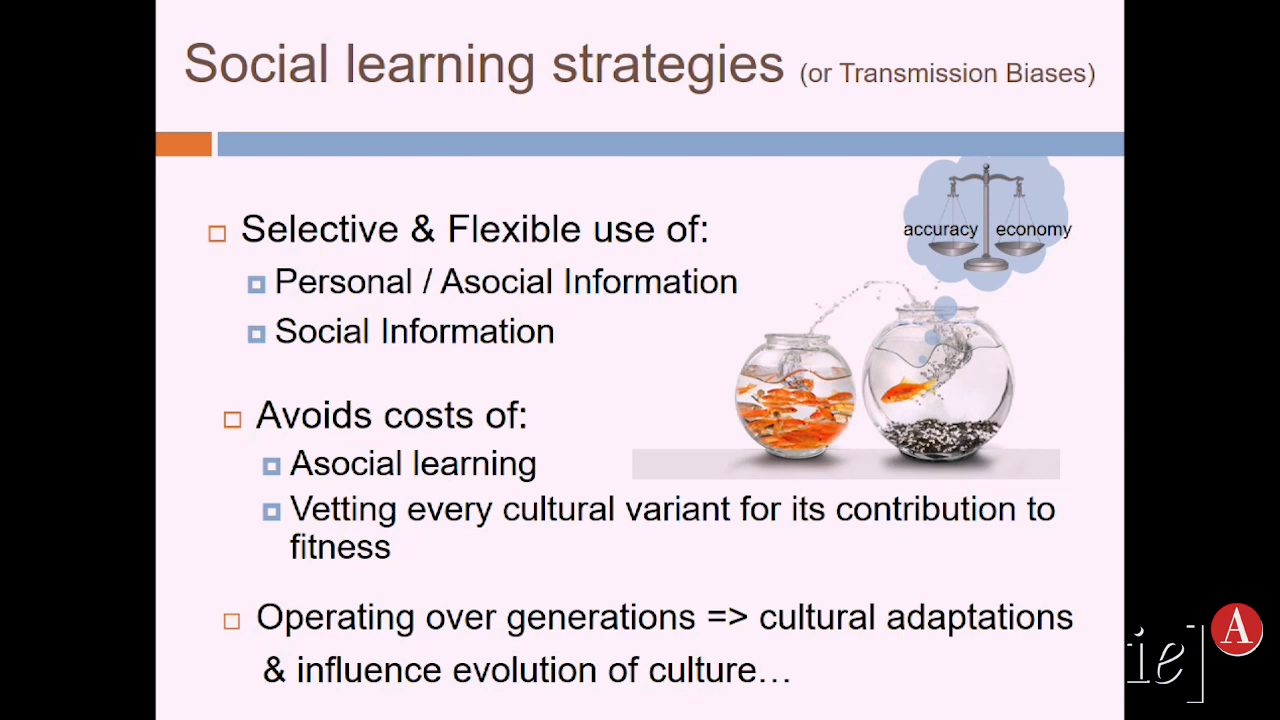 Social learning strategies (or Transmission Biases)
accuracy economy
Selective & Flexible use of:
Personal / Asocial Information
Social Information
Avoids costs of:
Asocial learning
Vetting every cultural variant for its contribution to
fitness
Operating over generations => cultural adaptations
& influence evolution of culture…
ie]
A